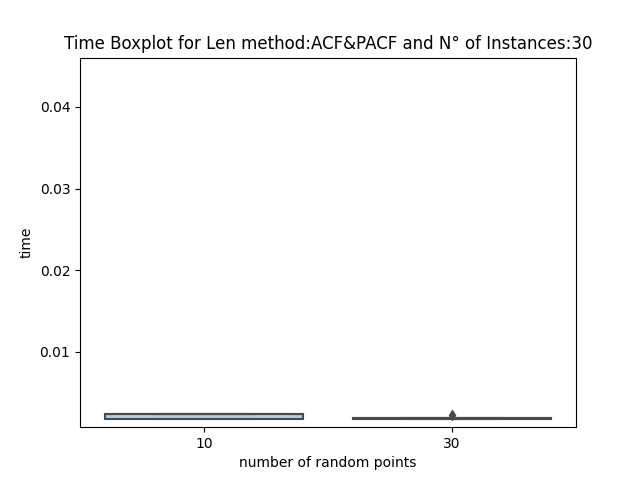 Time Boxplot for Len method:ACF&PACF and N° of Instances:30
0.04
0.03
0.02
0.01
time
10
30
number of random points